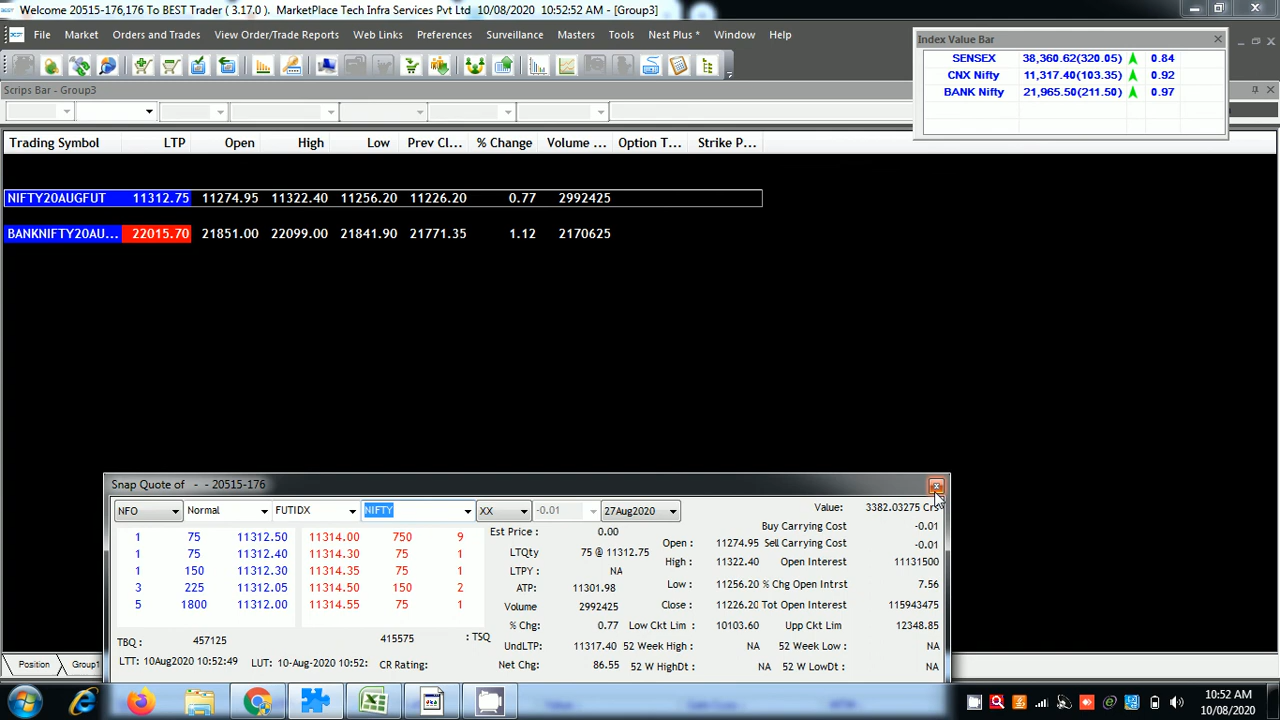 Welcome 20515-176,176 To BEST Trader ( 3.17.0 ). MarketPlace Tech Infra Services Pvt Ltd 10/08/2020 10:52:52 AM - [Group3]
File Market Orders and Trades View Order/Trade Reports Web Links Preferences Surveillance Masters Tools Nest Plus * Window Help
Index Value Bar
SENSEX 38,360.62(320.05) 0.84
CNX Nifty 11,317.40(103.35) 0.92
BANK Nifty 21,965.50(211.50) 0.97
Scrips Bar - Group3
Trading Symbol LTP Open High Low Prev Cl... % Change Volume ... Option T... Strike P...
NIFTY20AUGFUT 11312.75 11274.95 11322.40 11256.20 11226.20 0.77 2992425
BANKNIFTY20AU... 22015.70 21851.00 22099.00 21841.90 21771.35 1.12 2170625
Snap Quote of - - 20515-176
NFO Normal FUTIDX NIFTY XX -0.01 27Aug2020 Value: 3382.03275 Crs
1 75 11312.50 11314.00 750 9
1 75 11312.40 11314.30 75 1
1 150 11312.30 11314.35 75 1
3 225 11312.05 11314.50 150 2
5 1800 11312.00 11314.55 75 1
TBQ : 457125 415575 : TSQ
LTT: 10Aug2020 10:52:49 LUT: 10-Aug-2020 10:52: CR Rating:
Est Price : 0.00
LTQty 75 @ 11312.75
LTPY : NA
ATP: 11301.98
Volume 2992425
% Chg: 0.77
UndLTP: 11317.40
Net Chg: 86.55
Open : 11274.95
High : 11322.40
Low : 11256.20
Close : 11226.20
Low Ckt Lim 10103.60
52 Week High : NA
52 W HighDt : NA
Buy Carrying Cost -0.01
Sell Carrying Cost -0.01
Open Interest 11131500
% Chg Open Intrst 7.56
Tot Open Interest 115943475
Upp Ckt Lim 12348.85
52 Week Low : NA
52 W LowDt : NA
Position Group1
10:52 AM
10/08/2020